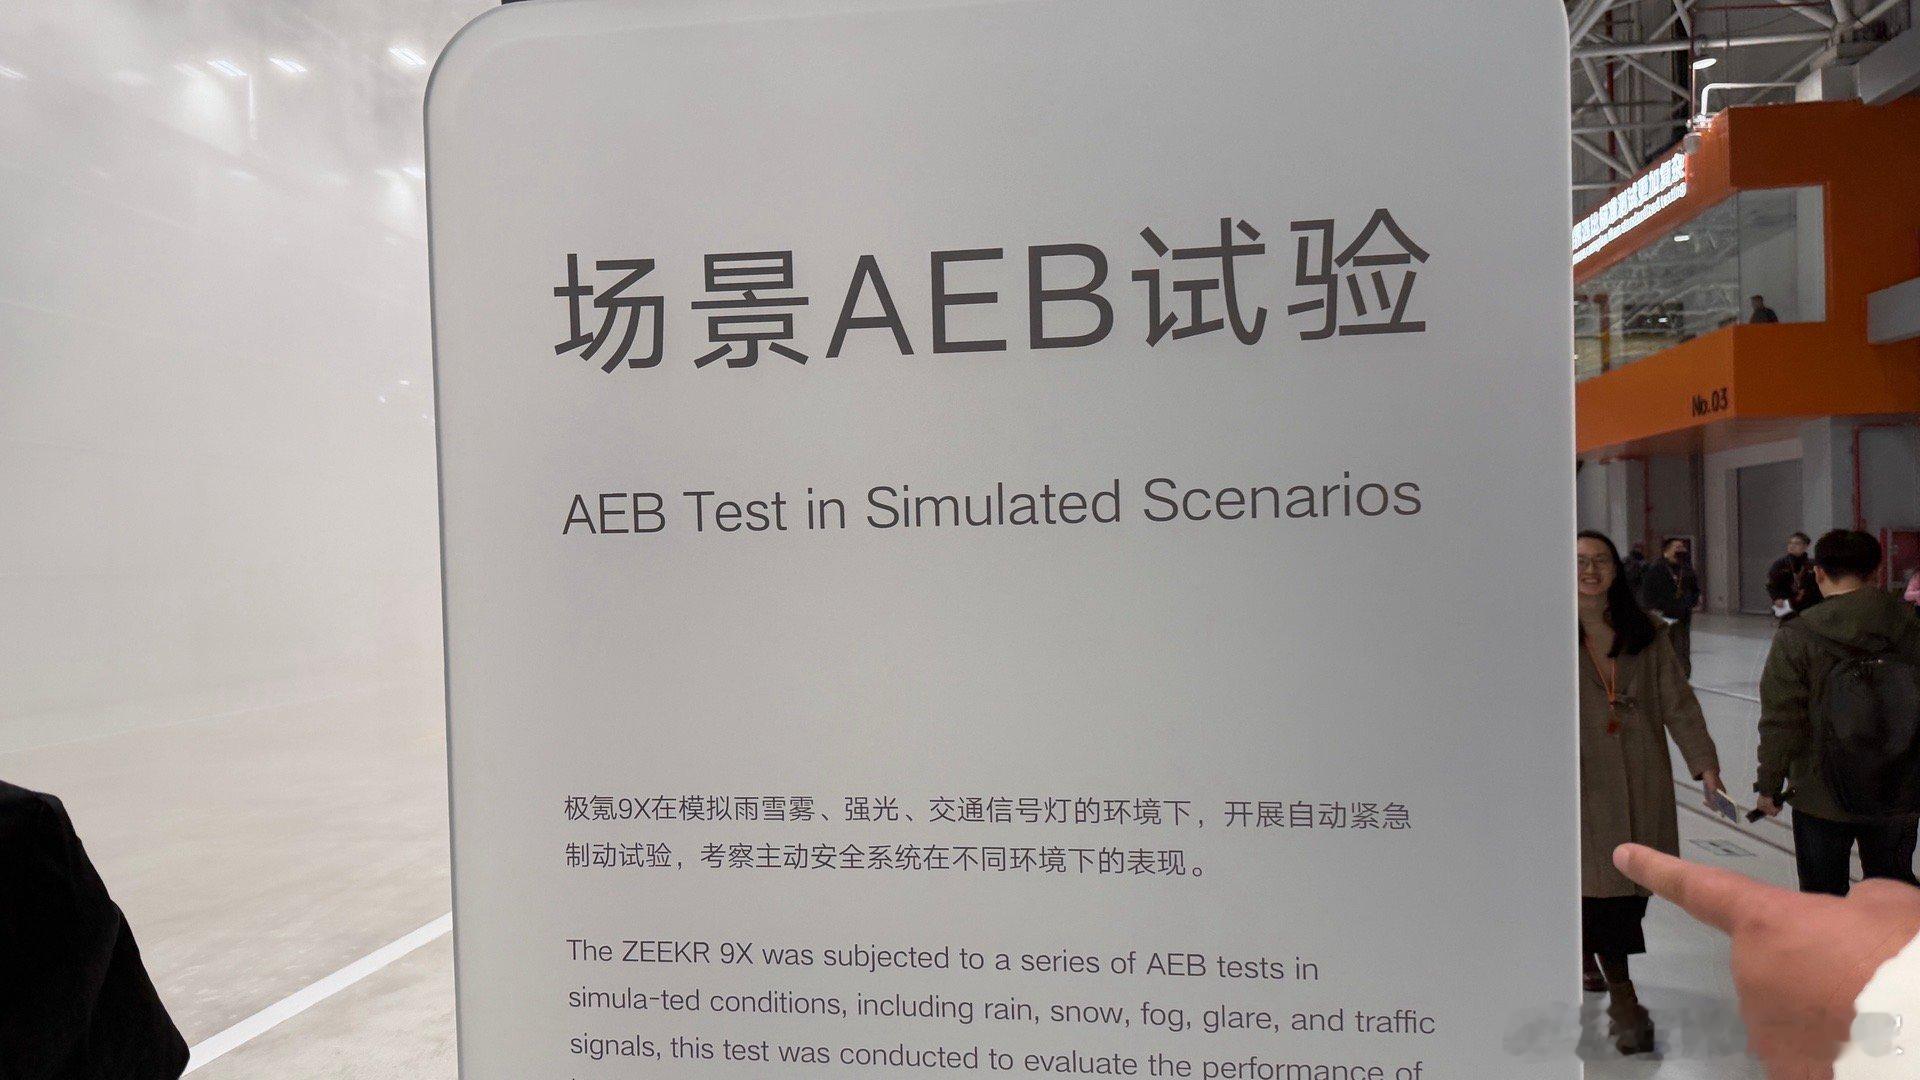 场景AEB试验
AEB Test in Simulated Scenarios
极氪9X在模拟雨雪雾、强光、交通信号灯的环境下，开展自动紧急
制动试验，考察主动安全系统在不同环境下的表现。
The ZEEKR 9X was subjected to a series of AEB tests in
simula-ted conditions, including rain, snow, fog, glare, and traffic
signals, this test was conducted to evaluate the performance of
No.03